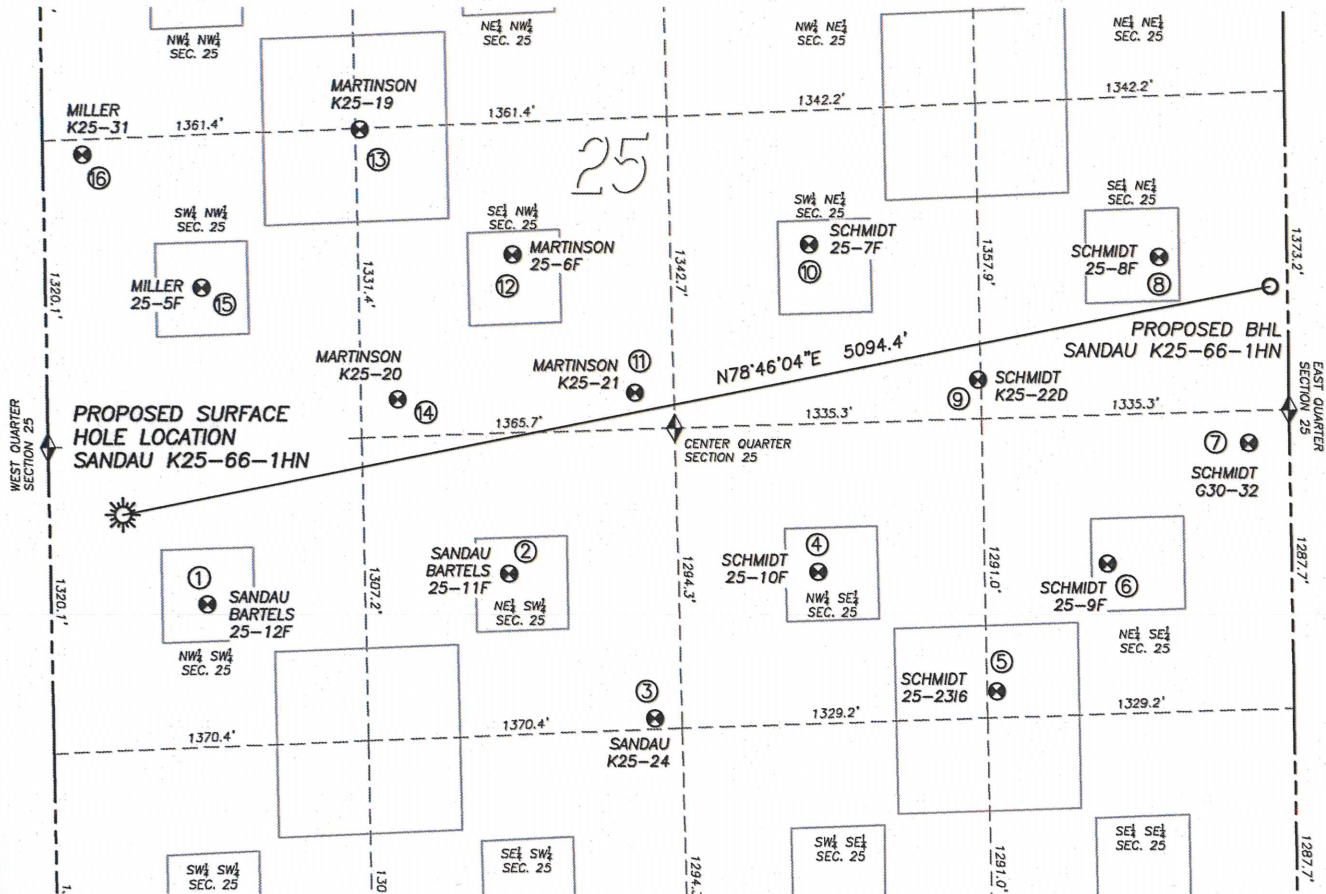 NW¼ NW¼
SEC. 25
NE¼ NW¼
SEC. 25
NW¼ NE¼
SEC. 25
NE¼ NE¼
SEC. 25
MARTINSON
K25-19
MILLER
K25-31
1361.4'
1361.4'
1342.2'
1342.2'
13
16
25
SW¼ NW¼
SEC. 25
SE¼ NW¼
SEC. 25
SW¼ NE¼
SEC. 25
SE¼ NE¼
SEC. 25
MARTINSON
25-6F
12
SCHMIDT
25-7F
10
SCHMIDT
25-8F
8
MILLER
25-5F
15
1320.1'
1331.4'
1342.7'
1357.9'
1373.2'
PROPOSED BHL
SANDAU K25-66-1HN
N78°46'04"E 5094.4'
MARTINSON
K25-20
14
MARTINSON
K25-21
11
SCHMIDT
K25-22D
9
PROPOSED SURFACE
HOLE LOCATION
SANDAU K25-66-1HN
WEST QUARTER
SECTION 25
1365.7'
1335.3'
1335.3'
CENTER QUARTER
SECTION 25
EAST QUARTER
SECTION 25
7
SCHMIDT
G30-32
1
SANDAU
BARTELS
25-12F
NW¼ SW¼
SEC. 25
SANDAU
BARTELS
25-11F
2
NE¼ SW¼
SEC. 25
4
SCHMIDT
25-10F
NW¼ SE¼
SEC. 25
SCHMIDT
25-9F
6
NE¼ SE¼
SEC. 25
1320.1'
1307.2'
1294.3'
1291.0'
1287.7'
5
SCHMIDT
25-23I6
3
SANDAU
K25-24
1370.4'
1370.4'
1329.2'
1329.2'
SW¼ SW¼
SEC. 25
SE¼ SW¼
SEC. 25
SW¼ SE¼
SEC. 25
SE¼ SE¼
SEC. 25
1.
130
1294.
1291.0'
1287.7'